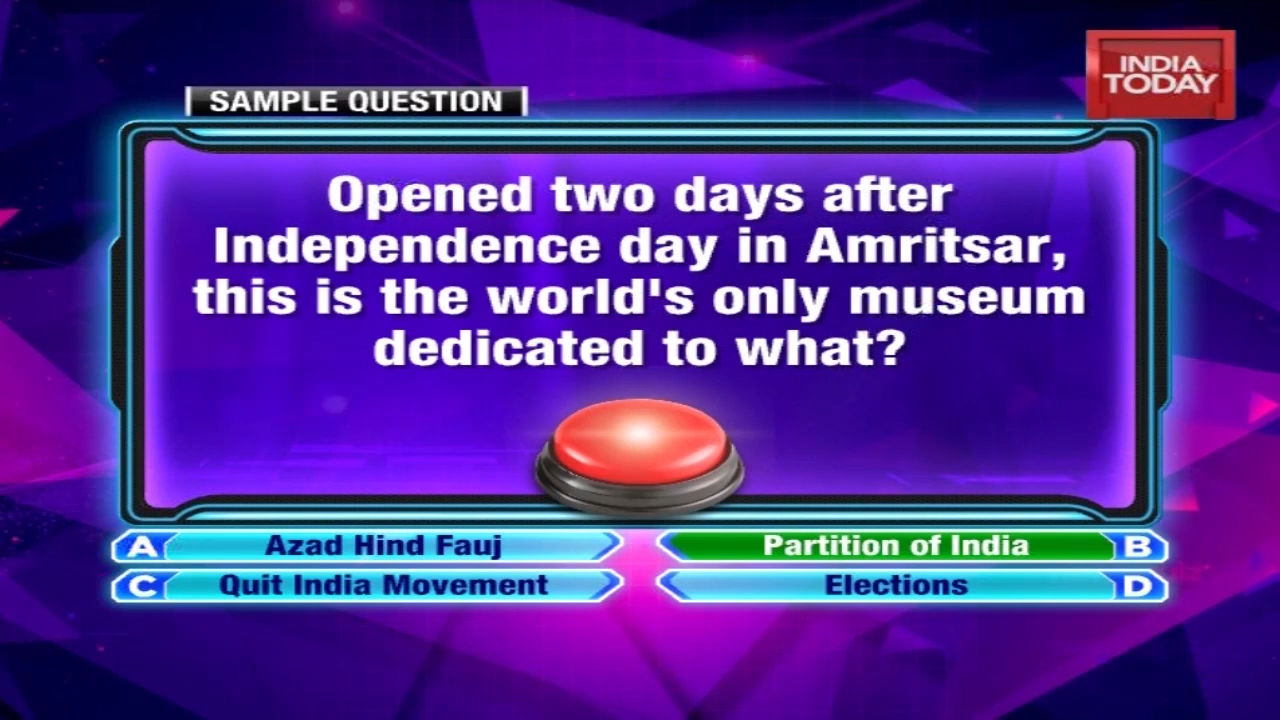 INDIA
TODAY
SAMPLE QUESTION
Opened two days after
Independence day in Amritsar,
this is the world's only museum
dedicated to what?
A Azad Hind Fauj
Partition of India B
C Quit India Movement
Elections D